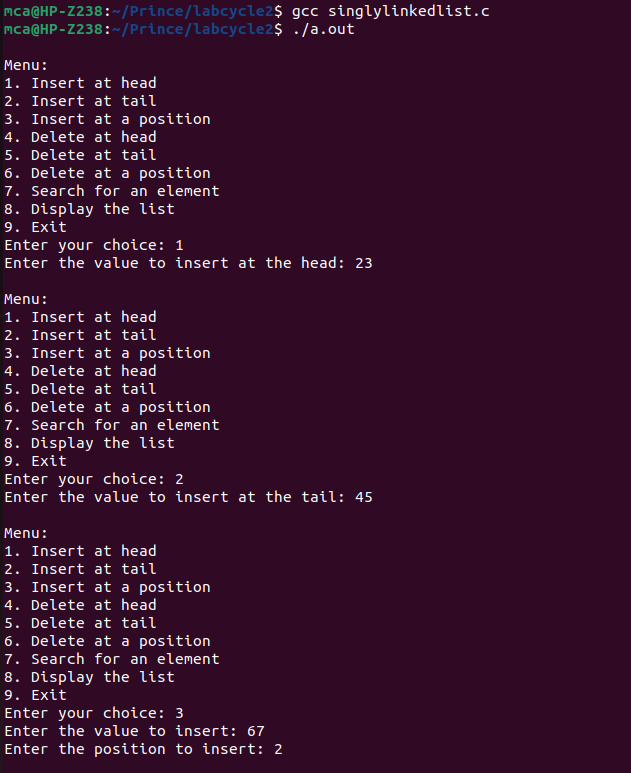 mca@HP-Z238:~/Prince/labcycle2$ gcc singlylinkedlist.c
mca@HP-Z238:~/Prince/labcycle2$ ./a.out
Menu:
1. Insert at head
2. Insert at tail
3. Insert at a position
4. Delete at head
5. Delete at tail
6. Delete at a position
7. Search for an element
8. Display the list
9. Exit
Enter your choice: 1
Enter the value to insert at the head: 23
Menu:
1. Insert at head
2. Insert at tail
3. Insert at a position
4. Delete at head
5. Delete at tail
6. Delete at a position
7. Search for an element
8. Display the list
9. Exit
Enter your choice: 2
Enter the value to insert at the tail: 45
Menu:
1. Insert at head
2. Insert at tail
3. Insert at a position
4. Delete at head
5. Delete at tail
6. Delete at a position
7. Search for an element
8. Display the list
9. Exit
Enter your choice: 3
Enter the value to insert: 67
Enter the position to insert: 2